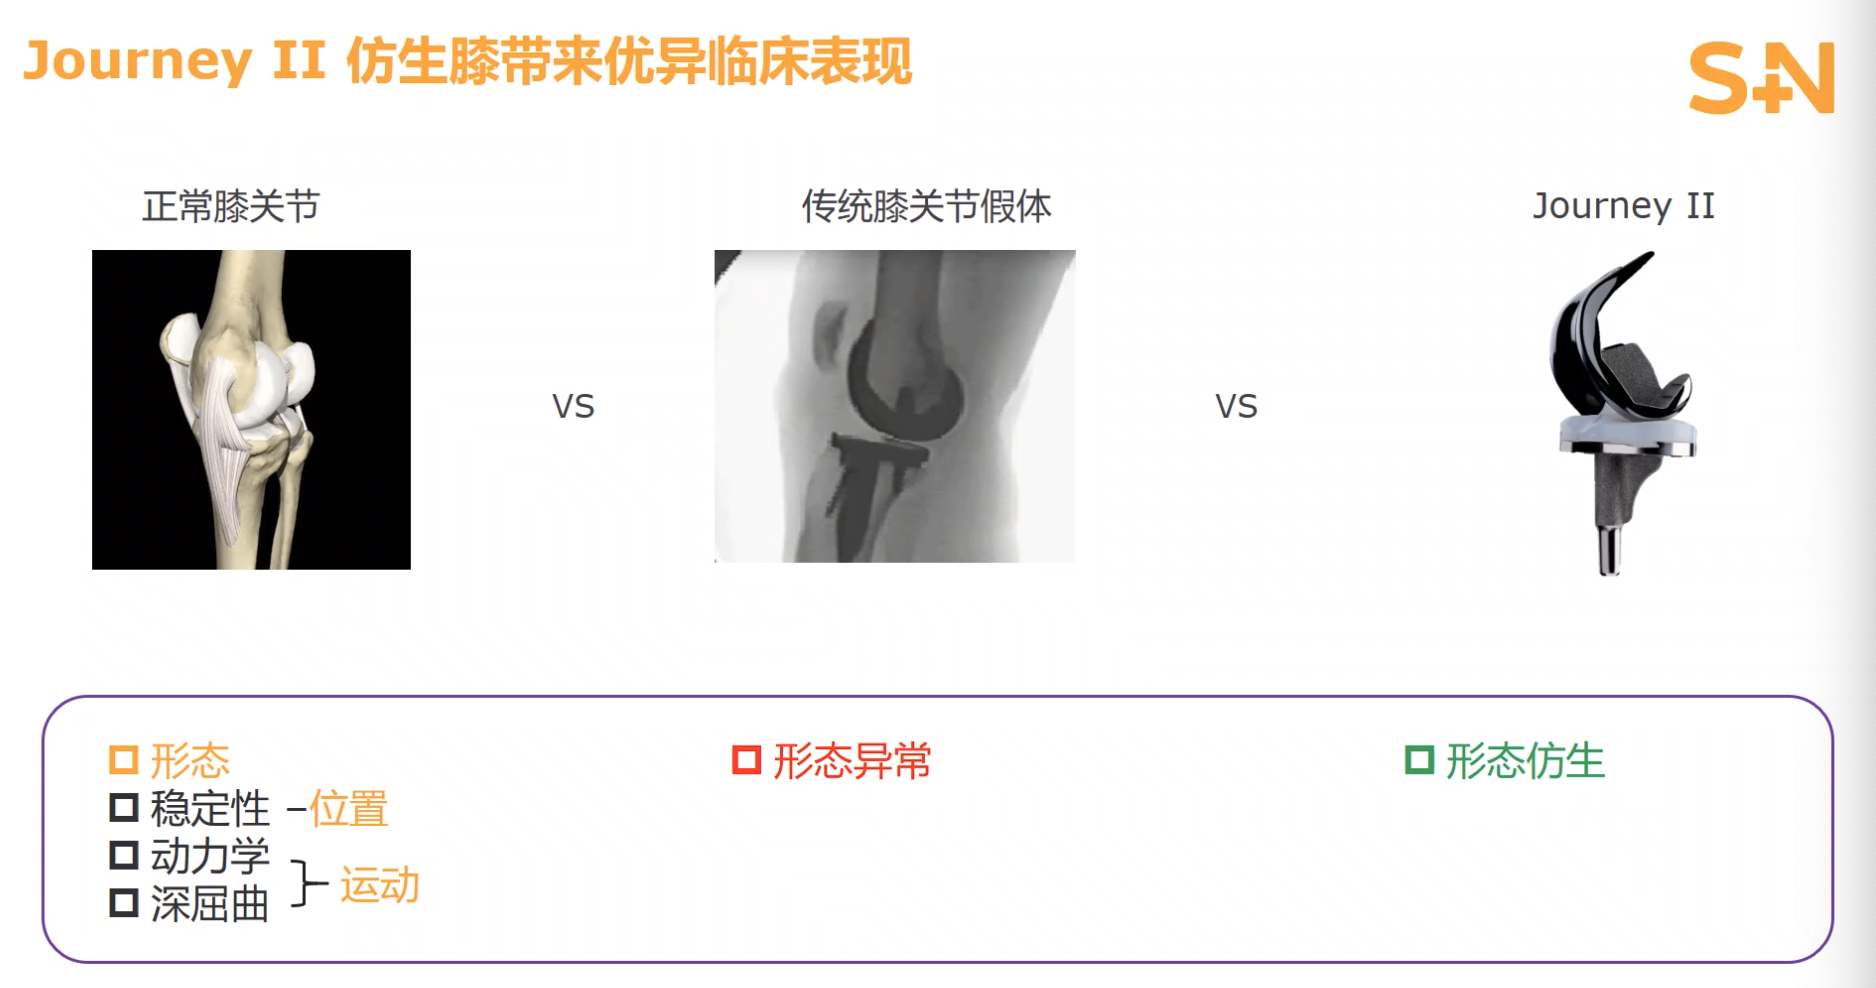 Journey II 仿生膝带来优异临床表现
S+N
正常膝关节
传统膝关节假体
Journey II
VS
VS
形态
稳定性 –位置
动力学
深屈曲
运动
形态异常
形态仿生